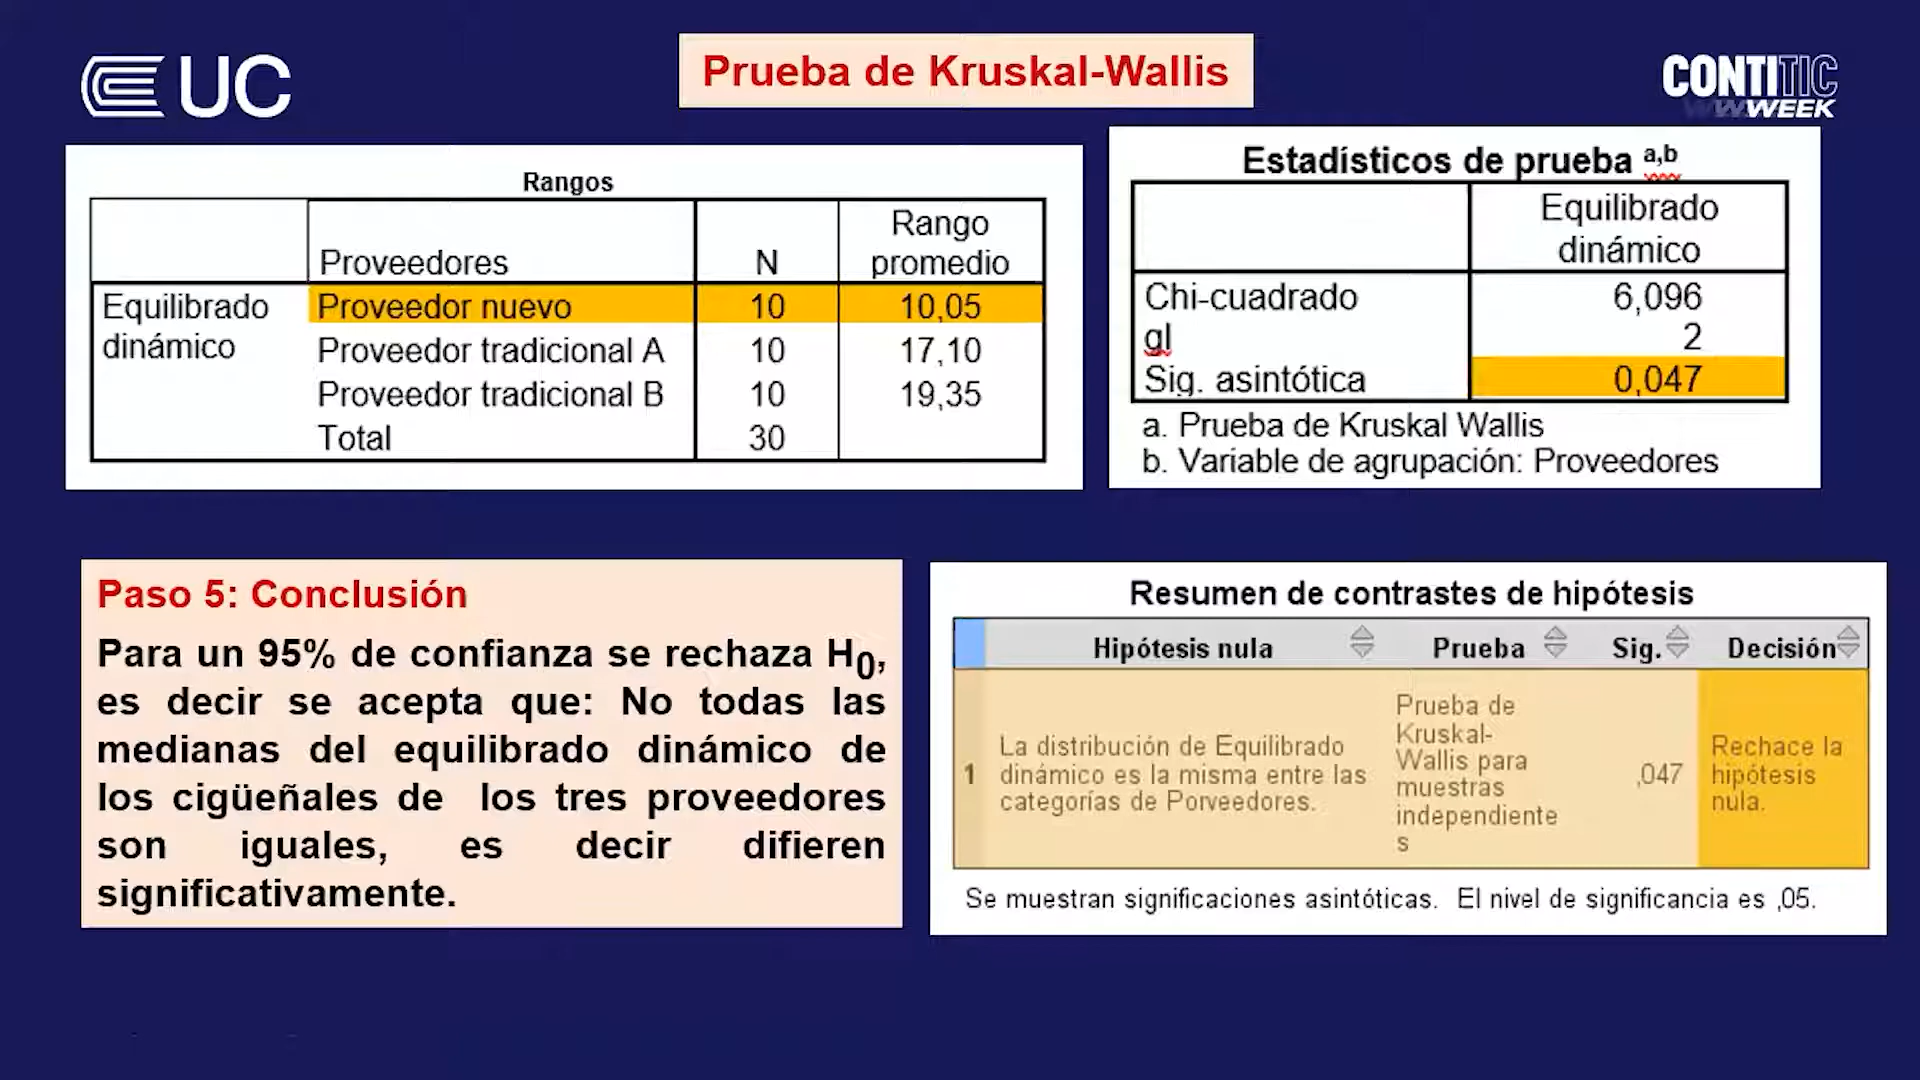 UC
Prueba de Kruskal-Wallis
CONTITIC
WWWEEK
Rangos
Proveedores N Rango promedio
Equilibrado dinámico Proveedor nuevo 10 10,05
Proveedor tradicional A 10 17,10
Proveedor tradicional B 10 19,35
Total 30
Estadísticos de prueba a,b
Equilibrado
dinámico
Chi-cuadrado 6,096
gl 2
Sig. asintótica 0,047
a. Prueba de Kruskal Wallis
b. Variable de agrupación: Proveedores
Paso 5: Conclusión
Para un 95% de confianza se rechaza H0,
es decir se acepta que: No todas las
medianas del equilibrado dinámico de
los cigüeñales de los tres proveedores
son iguales, es decir difieren
significativamente.
Resumen de contrastes de hipótesis
Hipótesis nula Prueba Sig. Decisión
1 La distribución de Equilibrado
dinámico es la misma entre las
categorías de Porveedores.
Prueba de
Kruskal-
Wallis para
muestras
independiente
s
,047
Rechace la
hipótesis
nula.
Se muestran significaciones asintóticas. El nivel de significancia es ,05.